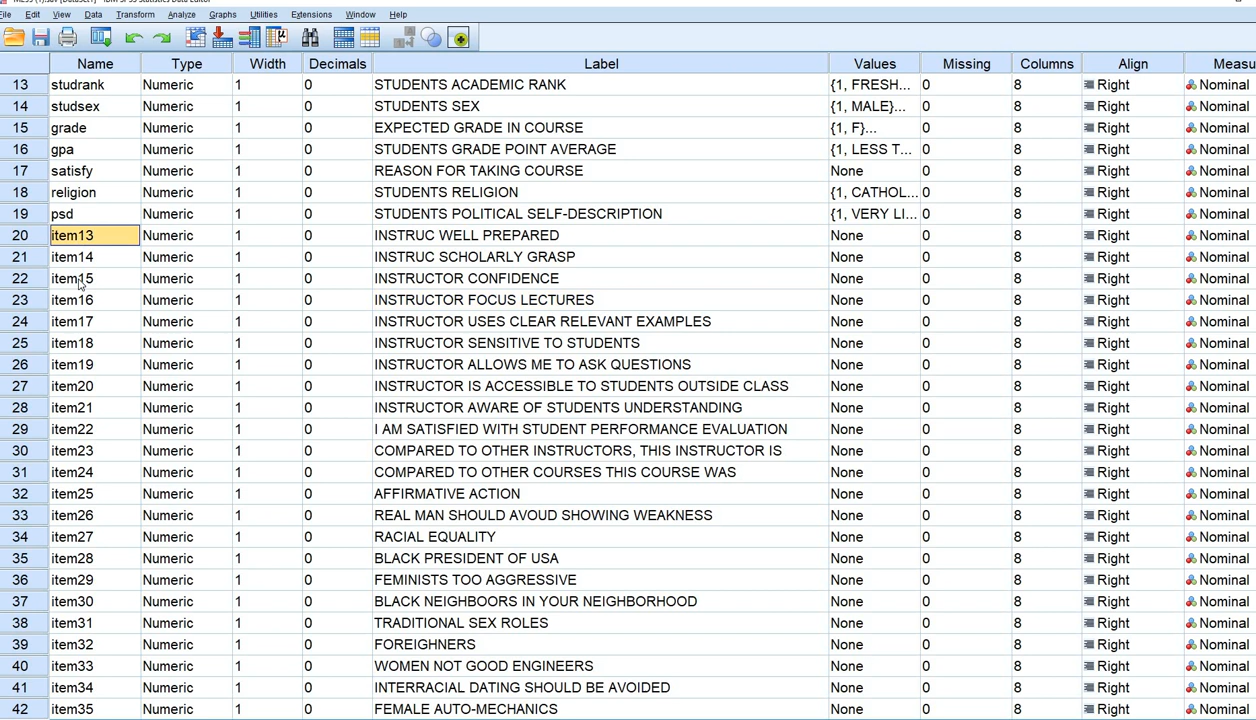 File Edit View Data Transform Analyze Graphs Utilities Extensions Window Help
Name Type Width Decimals Label Values Missing Columns Align Measu
13 studrank Numeric 1 0 STUDENTS ACADEMIC RANK {1, FRESH... 0 8 Right Nominal
14 studsex Numeric 1 0 STUDENTS SEX {1, MALE}... 0 8 Right Nominal
15 grade Numeric 1 0 EXPECTED GRADE IN COURSE {1, F}... 0 8 Right Nominal
16 gpa Numeric 1 0 STUDENTS GRADE POINT AVERAGE {1, LESS T... 0 8 Right Nominal
17 satisfy Numeric 1 0 REASON FOR TAKING COURSE None 0 8 Right Nominal
18 religion Numeric 1 0 STUDENTS RELIGION {1, CATHOL... 0 8 Right Nominal
19 psd Numeric 1 0 STUDENTS POLITICAL SELF-DESCRIPTION {1, VERY LI... 0 8 Right Nominal
20 item13 Numeric 1 0 INSTRUC WELL PREPARED None 0 8 Right Nominal
21 item14 Numeric 1 0 INSTRUC SCHOLARLY GRASP None 0 8 Right Nominal
22 item15 Numeric 1 0 INSTRUCTOR CONFIDENCE None 0 8 Right Nominal
23 item16 Numeric 1 0 INSTRUCTOR FOCUS LECTURES None 0 8 Right Nominal
24 item17 Numeric 1 0 INSTRUCTOR USES CLEAR RELEVANT EXAMPLES None 0 8 Right Nominal
25 item18 Numeric 1 0 INSTRUCTOR SENSITIVE TO STUDENTS None 0 8 Right Nominal
26 item19 Numeric 1 0 INSTRUCTOR ALLOWS ME TO ASK QUESTIONS None 0 8 Right Nominal
27 item20 Numeric 1 0 INSTRUCTOR IS ACCESSIBLE TO STUDENTS OUTSIDE CLASS None 0 8 Right Nominal
28 item21 Numeric 1 0 INSTRUCTOR AWARE OF STUDENTS UNDERSTANDING None 0 8 Right Nominal
29 item22 Numeric 1 0 I AM SATISFIED WITH STUDENT PERFORMANCE EVALUATION None 0 8 Right Nominal
30 item23 Numeric 1 0 COMPARED TO OTHER INSTRUCTORS, THIS INSTRUCTOR IS None 0 8 Right Nominal
31 item24 Numeric 1 0 COMPARED TO OTHER COURSES THIS COURSE WAS None 0 8 Right Nominal
32 item25 Numeric 1 0 AFFIRMATIVE ACTION None 0 8 Right Nominal
33 item26 Numeric 1 0 REAL MAN SHOULD AVOUD SHOWING WEAKNESS None 0 8 Right Nominal
34 item27 Numeric 1 0 RACIAL EQUALITY None 0 8 Right Nominal
35 item28 Numeric 1 0 BLACK PRESIDENT OF USA None 0 8 Right Nominal
36 item29 Numeric 1 0 FEMINISTS TOO AGGRESSIVE None 0 8 Right Nominal
37 item30 Numeric 1 0 BLACK NEIGHBOORS IN YOUR NEIGHBORHOOD None 0 8 Right Nominal
38 item31 Numeric 1 0 TRADITIONAL SEX ROLES None 0 8 Right Nominal
39 item32 Numeric 1 0 FOREIGHNERS None 0 8 Right Nominal
40 item33 Numeric 1 0 WOMEN NOT GOOD ENGINEERS None 0 8 Right Nominal
41 item34 Numeric 1 0 INTERRACIAL DATING SHOULD BE AVOIDED None 0 8 Right Nominal
42 item35 Numeric 1 0 FEMALE AUTO-MECHANICS None 0 8 Right Nominal